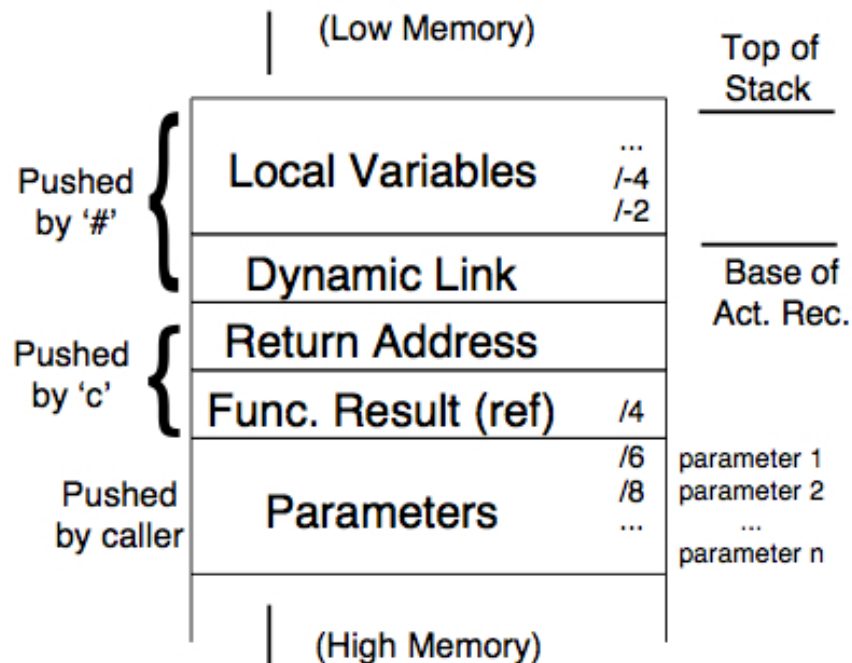 (Low Memory)
Top of
Stack
Pushed
by ‘#’
Local Variables
...
/-4
/-2
Dynamic Link
Base of
Act. Rec.
Pushed
by ‘c’
Return Address
Func. Result (ref) /4
Pushed
by caller
Parameters
/6 parameter 1
/8 parameter 2
... ...
parameter n
(High Memory)